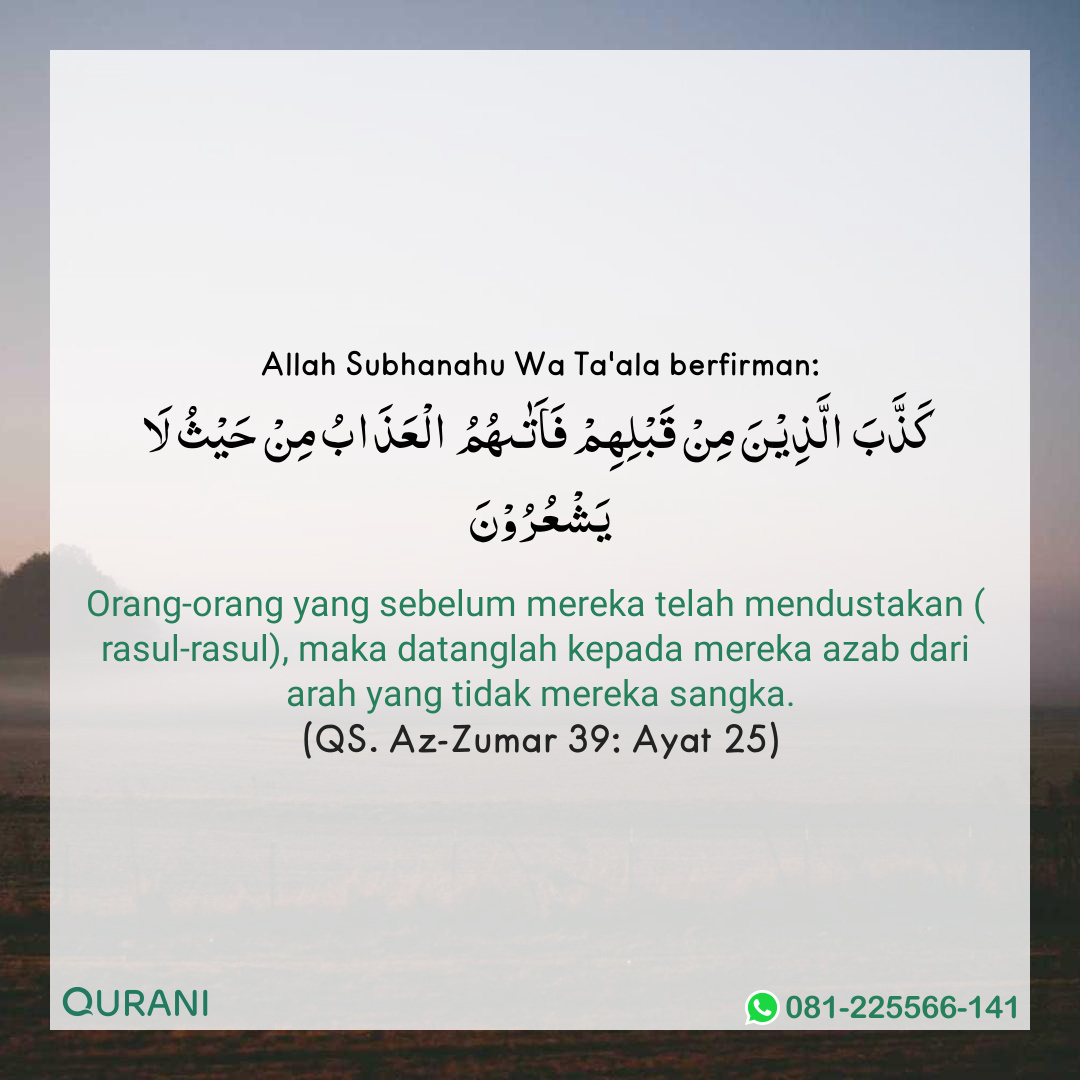 Allah Subhanahu Wa Ta'ala berfirman:
كَذَّبَ الَّذِيْنَ مِنْ قَبْلِهِمْ فَاَتٰٮهُمُ الْعَذَا بُ مِنْ حَيْثُ لَا
يَشْعُرُوْنَ
Orang-orang yang sebelum mereka telah mendustakan (
rasul-rasul), maka datanglah kepada mereka azab dari
arah yang tidak mereka sangka.
(QS. Az-Zumar 39: Ayat 25)
QURANI
081-225566-141